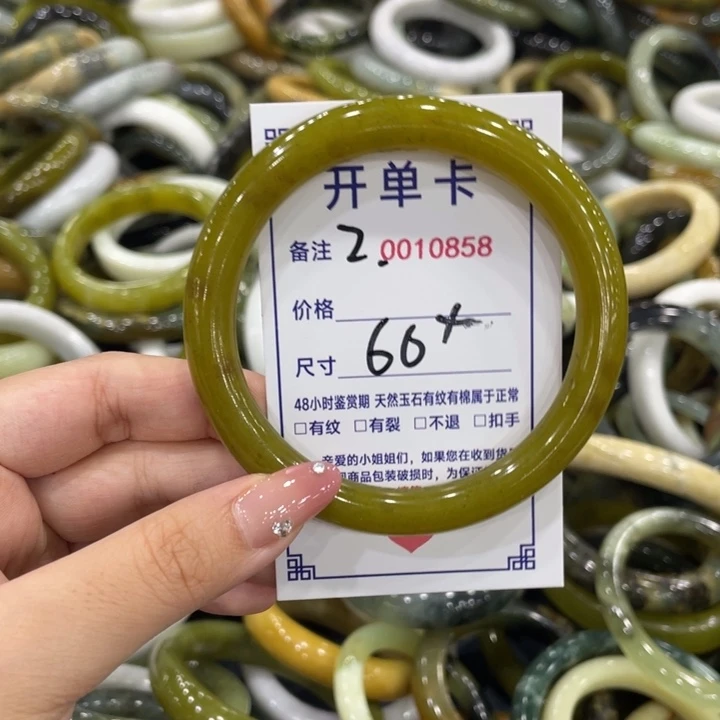 开单卡
备注 2. 0010858
价格
尺寸 60+
48小时鉴赏期 天然玉石有纹有棉属于正常
□有纹 □有裂 □不退 □扣手
亲爱的小姐姐们，如果您在收到货
商品包装破损时，为保证